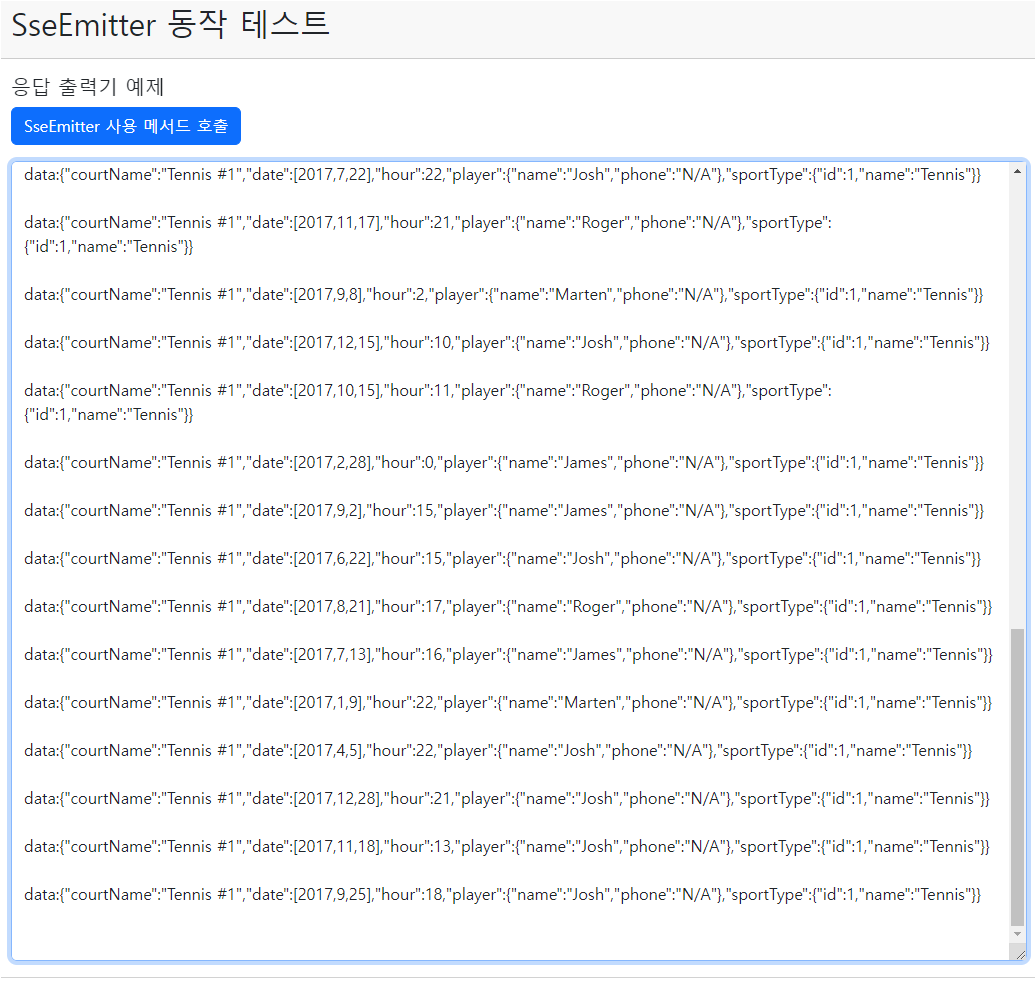 SseEmitter 동작 테스트
응답 출력기 예제
SseEmitter 사용 메서드 호출
data:{"courtName":"Tennis #1","date":[2017,7,22],"hour":22,"player":{"name":"Josh","phone":"N/A"},"sportType":{"id":1,"name":"Tennis"}}
data:{"courtName":"Tennis #1","date":[2017,11,17],"hour":21,"player":{"name":"Roger","phone":"N/A"},"sportType":
{"id":1,"name":"Tennis"}}
data:{"courtName":"Tennis #1","date":[2017,9,8],"hour":2,"player":{"name":"Marten","phone":"N/A"},"sportType":{"id":1,"name":"Tennis"}}
data:{"courtName":"Tennis #1","date":[2017,12,15],"hour":10,"player":{"name":"Josh","phone":"N/A"},"sportType":{"id":1,"name":"Tennis"}}
data:{"courtName":"Tennis #1","date":[2017,10,15],"hour":11,"player":{"name":"Roger","phone":"N/A"},"sportType":
{"id":1,"name":"Tennis"}}
data:{"courtName":"Tennis #1","date":[2017,2,28],"hour":0,"player":{"name":"James","phone":"N/A"},"sportType":{"id":1,"name":"Tennis"}}
data:{"courtName":"Tennis #1","date":[2017,9,2],"hour":15,"player":{"name":"James","phone":"N/A"},"sportType":{"id":1,"name":"Tennis"}}
data:{"courtName":"Tennis #1","date":[2017,6,22],"hour":15,"player":{"name":"Josh","phone":"N/A"},"sportType":{"id":1,"name":"Tennis"}}
data:{"courtName":"Tennis #1","date":[2017,8,21],"hour":17,"player":{"name":"Roger","phone":"N/A"},"sportType":{"id":1,"name":"Tennis"}}
data:{"courtName":"Tennis #1","date":[2017,7,13],"hour":16,"player":{"name":"James","phone":"N/A"},"sportType":{"id":1,"name":"Tennis"}}
data:{"courtName":"Tennis #1","date":[2017,1,9],"hour":22,"player":{"name":"Marten","phone":"N/A"},"sportType":{"id":1,"name":"Tennis"}}
data:{"courtName":"Tennis #1","date":[2017,4,5],"hour":22,"player":{"name":"Josh","phone":"N/A"},"sportType":{"id":1,"name":"Tennis"}}
data:{"courtName":"Tennis #1","date":[2017,12,28],"hour":21,"player":{"name":"Josh","phone":"N/A"},"sportType":{"id":1,"name":"Tennis"}}
data:{"courtName":"Tennis #1","date":[2017,11,18],"hour":13,"player":{"name":"Josh","phone":"N/A"},"sportType":{"id":1,"name":"Tennis"}}
data:{"courtName":"Tennis #1","date":[2017,9,25],"hour":18,"player":{"name":"Josh","phone":"N/A"},"sportType":{"id":1,"name":"Tennis"}}